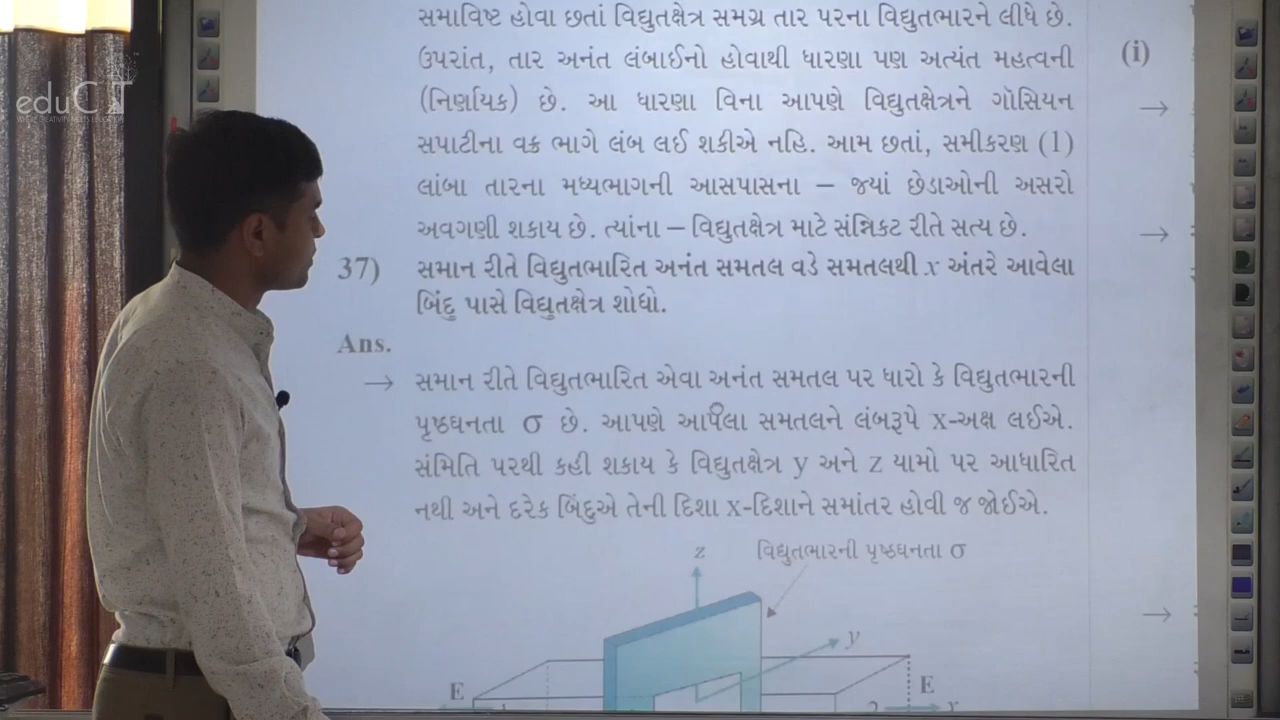 eduCT
સમાવિષ્ટ હોવા છતાં વિદ્યુતક્ષેત્ર સમગ્ર તાર પરના વિદ્યુતભારને લીધે છે.
ઉપરાંત, તાર અનંત લંબાઈનો હોવાથી ધારણા પણ અત્યંત મહત્વની
(i)
(નિર્ણાયક) છે. આ ધારણા વિના આપણે વિદ્યુતક્ષેત્રને ગૉસિયન
સપાટીના વક્ર ભાગે લંબ લઈ શકીએ નહિ. આમ છતાં, સમીકરણ (1)
લાંબા તારના મધ્યભાગની આસપાસના – જ્યાં છેડાઓની અસરો
અવગણી શકાય છે. ત્યાંના – વિદ્યુતક્ષેત્ર માટે સંન્નિકટ રીતે સત્ય છે.
37) સમાન રીતે વિદ્યુતભારિત અનંત સમતલ વડે સમતલથી x અંતરે આવેલા
બિંદુ પાસે વિદ્યુતક્ષેત્ર શોધો.
Ans.
→ સમાન રીતે વિદ્યુતભારિત એવા અનંત સમતલ પર ધારો કે વિદ્યુતભારની
પૃષ્ઠઘનતા σ છે. આપણે આપેલા સમતલને લંબરૂપે x-અક્ષ લઈએ.
સંમિતિ પરથી કહી શકાય કે વિદ્યુતક્ષેત્ર y અને z યામો પર આધારિત
નથી અને દરેક બિંદુએ તેની દિશા x-દિશાને સમાંતર હોવી જ જોઈએ.
z વિદ્યુતભારની પૃષ્ઠઘનતા σ
y
E
E
x